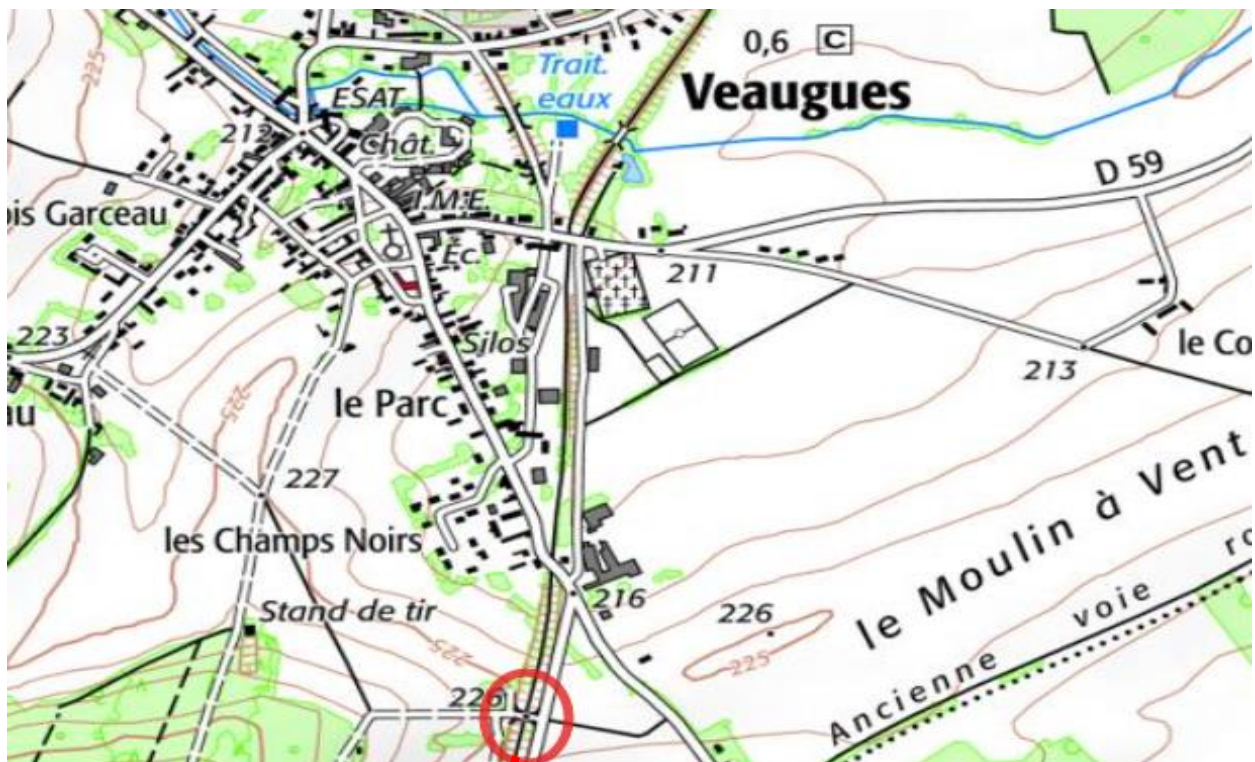 225
0,6 C
Trait.
eaux
Veaugues
ESAT
212
Chât.
D 59
I.M.E.
ois Garceau
Éc.
211
223
Silos
le Co
213
225
le Parc
au
227
les Champs Noirs
le Moulin à Vent
Stand de tir
216
226
225
225
Ancienne voie ro
226